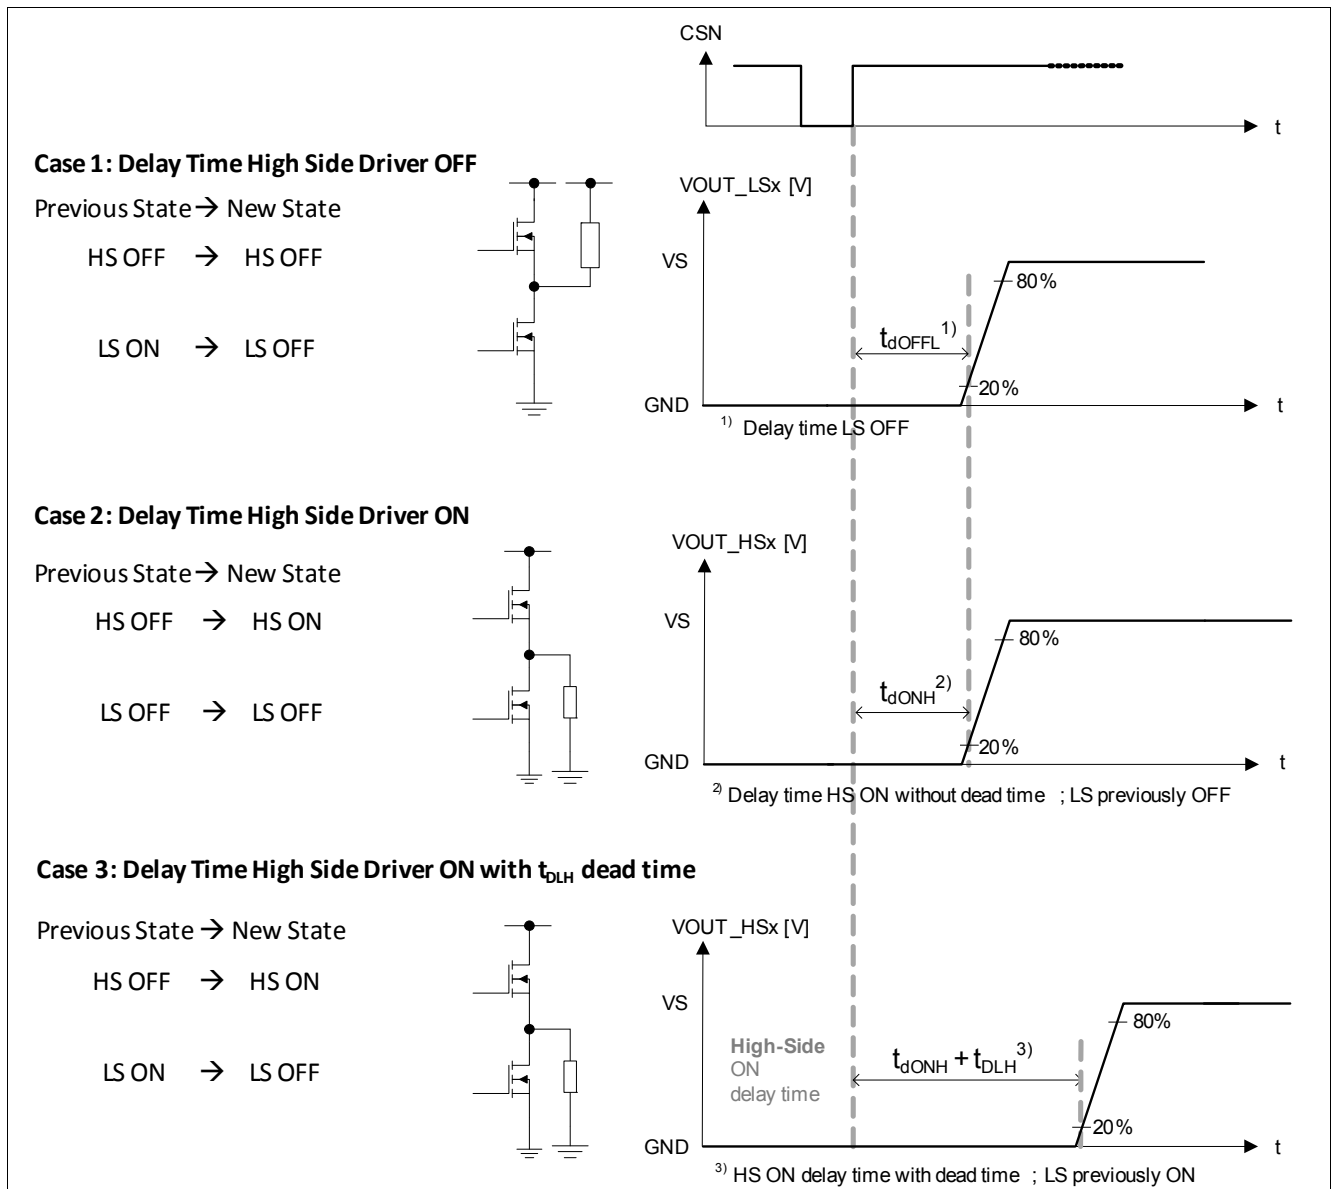 CSN
t
Case 1: Delay Time High Side Driver OFF
Previous State → New State
HS OFF → HS OFF
LS ON → LS OFF
VOUT_LSx [V]
VS
80%
tdOFFL 1)
20%
GND
t
1) Delay time LS OFF
Case 2: Delay Time High Side Driver ON
Previous State → New State
HS OFF → HS ON
LS OFF → LS OFF
VOUT_HSx [V]
VS
80%
tdONH 2)
20%
GND
t
2) Delay time HS ON without dead time ; LS previously OFF
Case 3: Delay Time High Side Driver ON with tDLH dead time
Previous State → New State
HS OFF → HS ON
LS ON → LS OFF
VOUT_HSx [V]
VS
80%
High-Side
ON
delay time
tdONH + tDLH 3)
20%
GND
t
3) HS ON delay time with dead time ; LS previously ON